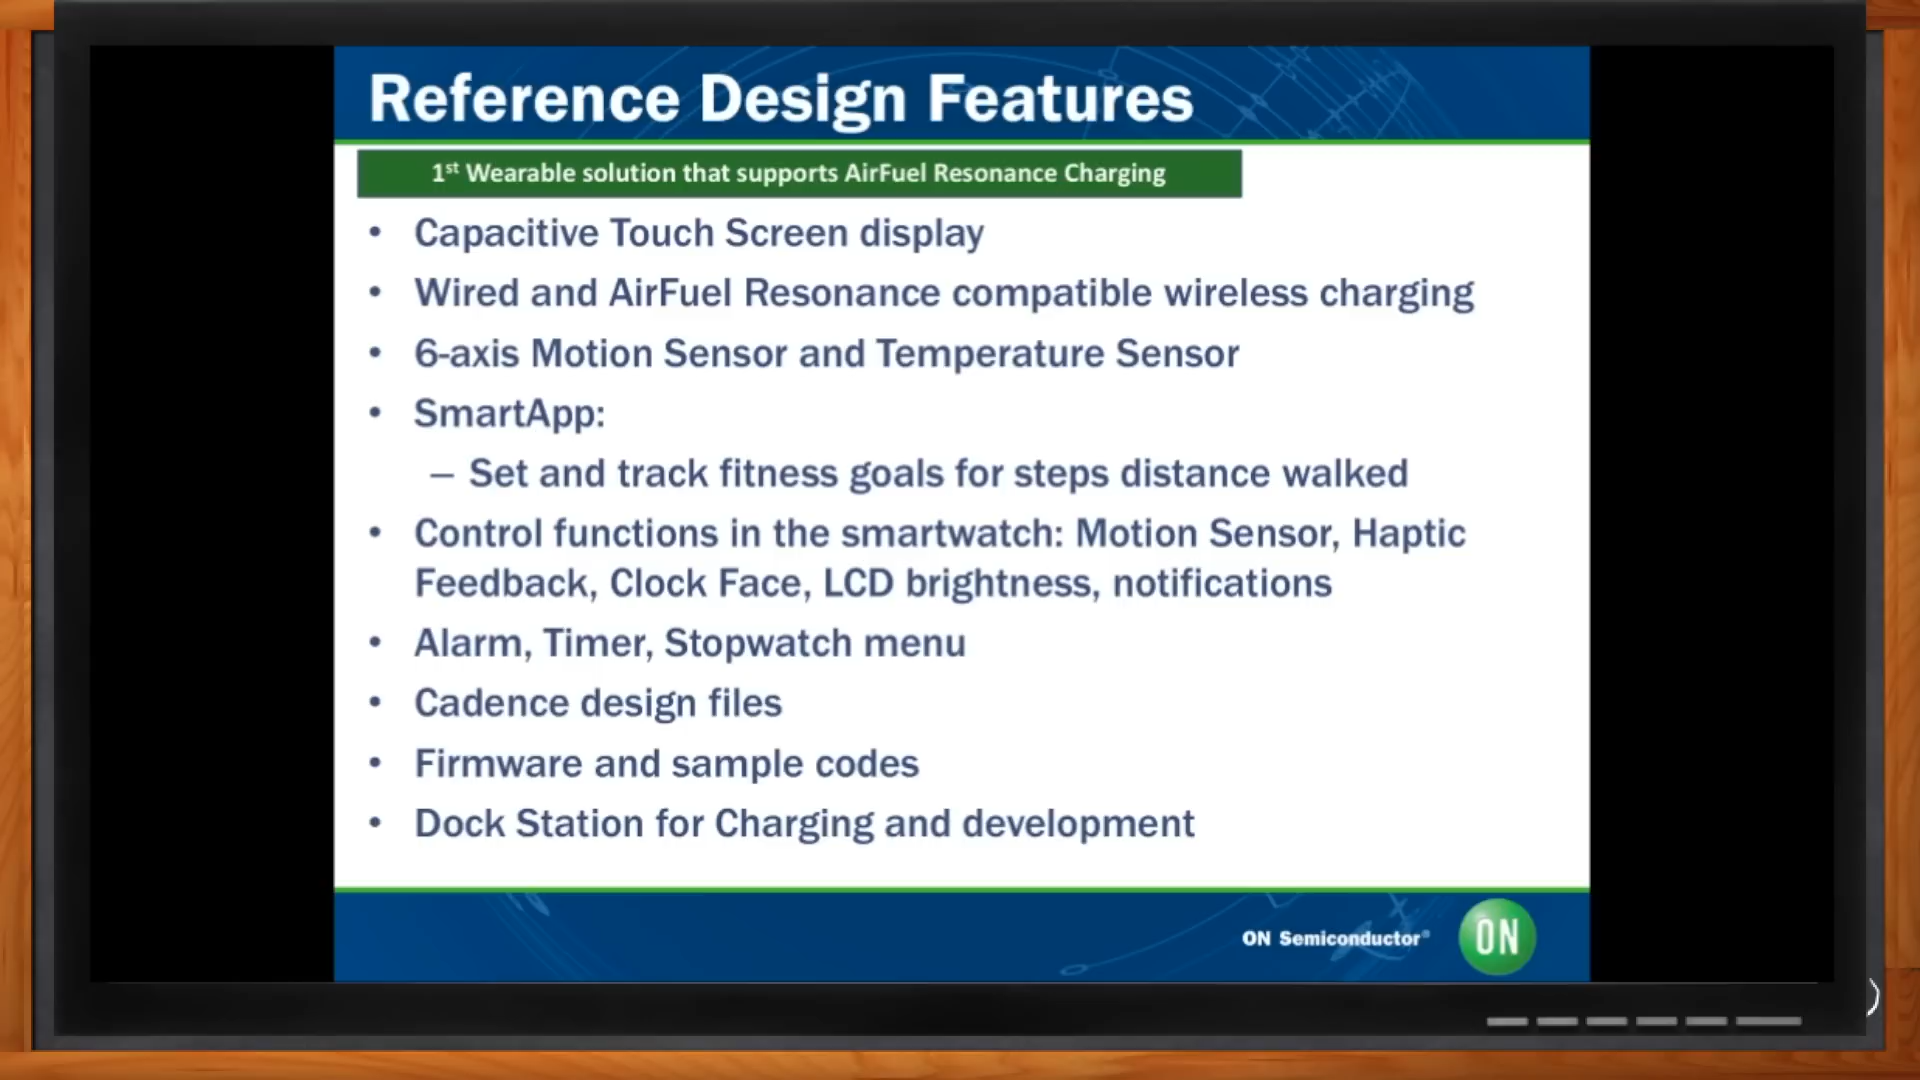 Reference Design Features
1st Wearable solution that supports AirFuel Resonance Charging
• Capacitive Touch Screen display
• Wired and AirFuel Resonance compatible wireless charging
• 6-axis Motion Sensor and Temperature Sensor
• SmartApp:
– Set and track fitness goals for steps distance walked
• Control functions in the smartwatch: Motion Sensor, Haptic
Feedback, Clock Face, LCD brightness, notifications
• Alarm, Timer, Stopwatch menu
• Cadence design files
• Firmware and sample codes
• Dock Station for Charging and development
ON Semiconductor®
ON